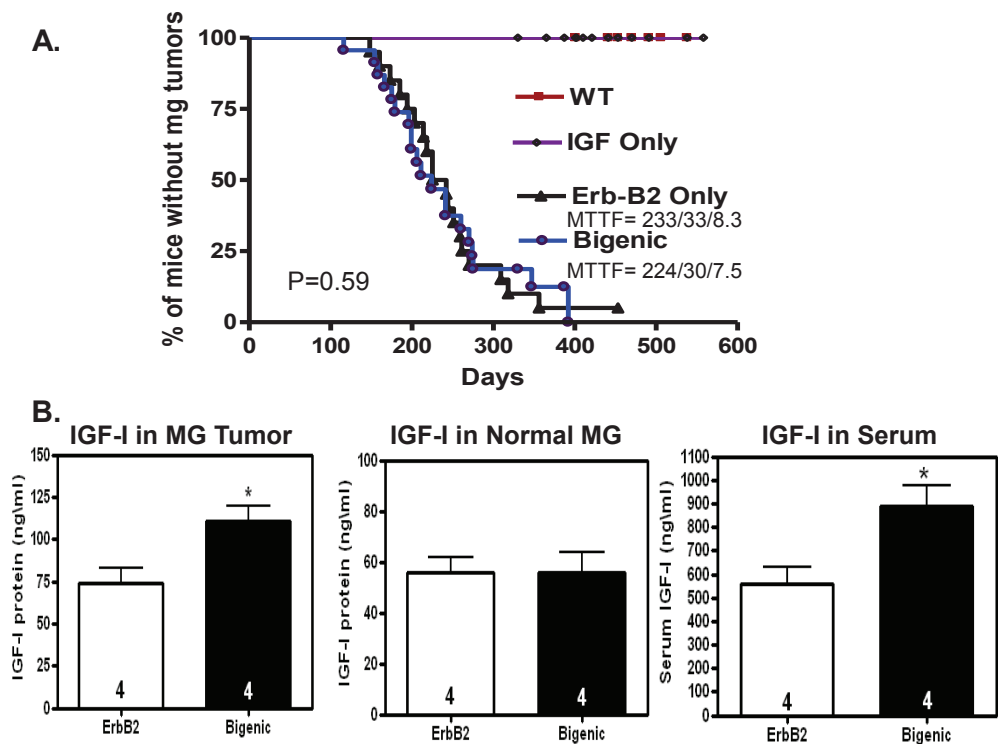 A.
% of mice without mg tumors
100
75
50
25
0
0 100 200 300 400 500 600
Days
WT
IGF Only
Erb-B2 Only
MTTF= 233/33/8.3
Bigenic
MTTF= 224/30/7.5
P=0.59
B.
IGF-I in MG Tumor
IGF-I protein (ng\ml)
150
125
100
75
50
25
0
*
4 4
ErbB2 Bigenic
IGF-I in Normal MG
IGF-I protein (ng\ml)
100
80
60
40
20
0
4 4
ErbB2 Bigenic
IGF-I in Serum
Serum IGF-I (ng\ml)
1100
1000
900
800
700
600
500
400
300
200
100
0
*
4 4
ErbB2 Bigenic